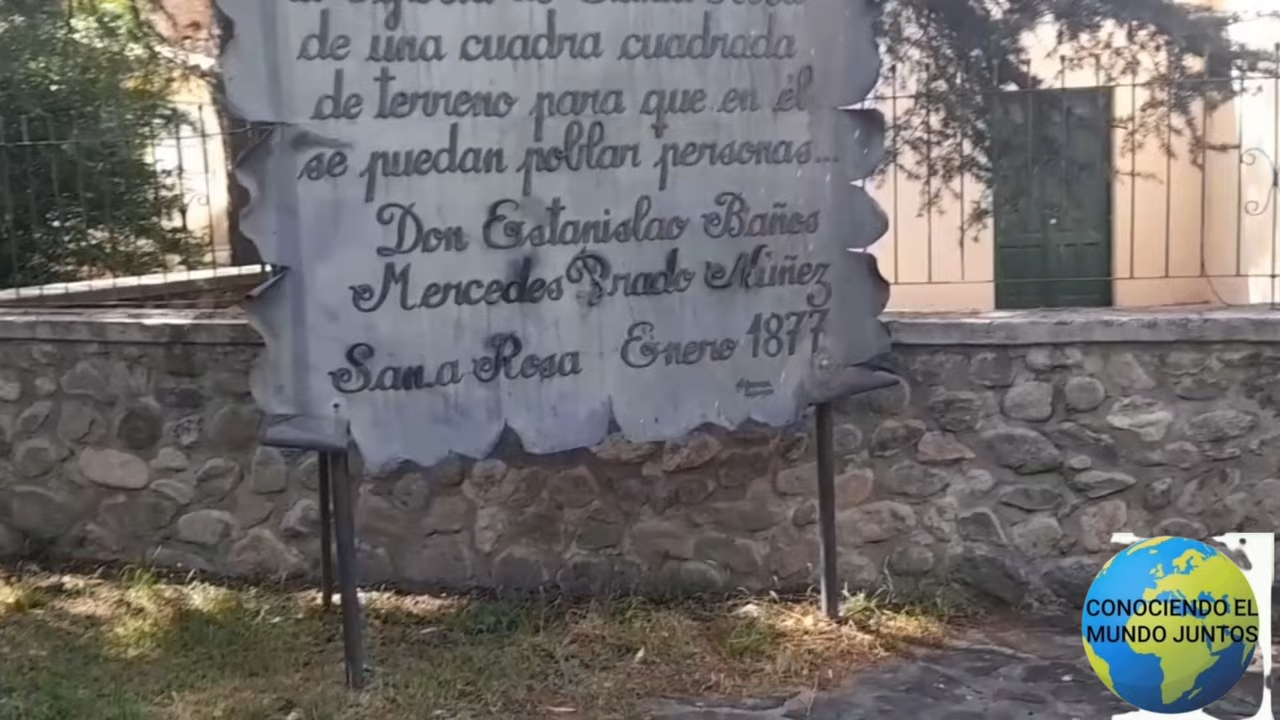 de una cuadra cuadrada
de terreno para que en él
se puedan poblar personas...
Don Estanislao Baños
Mercedes Prado Núñez
San.a Rosa Enero 1877
CONOCIENDO EL
MUNDO JUNTOS